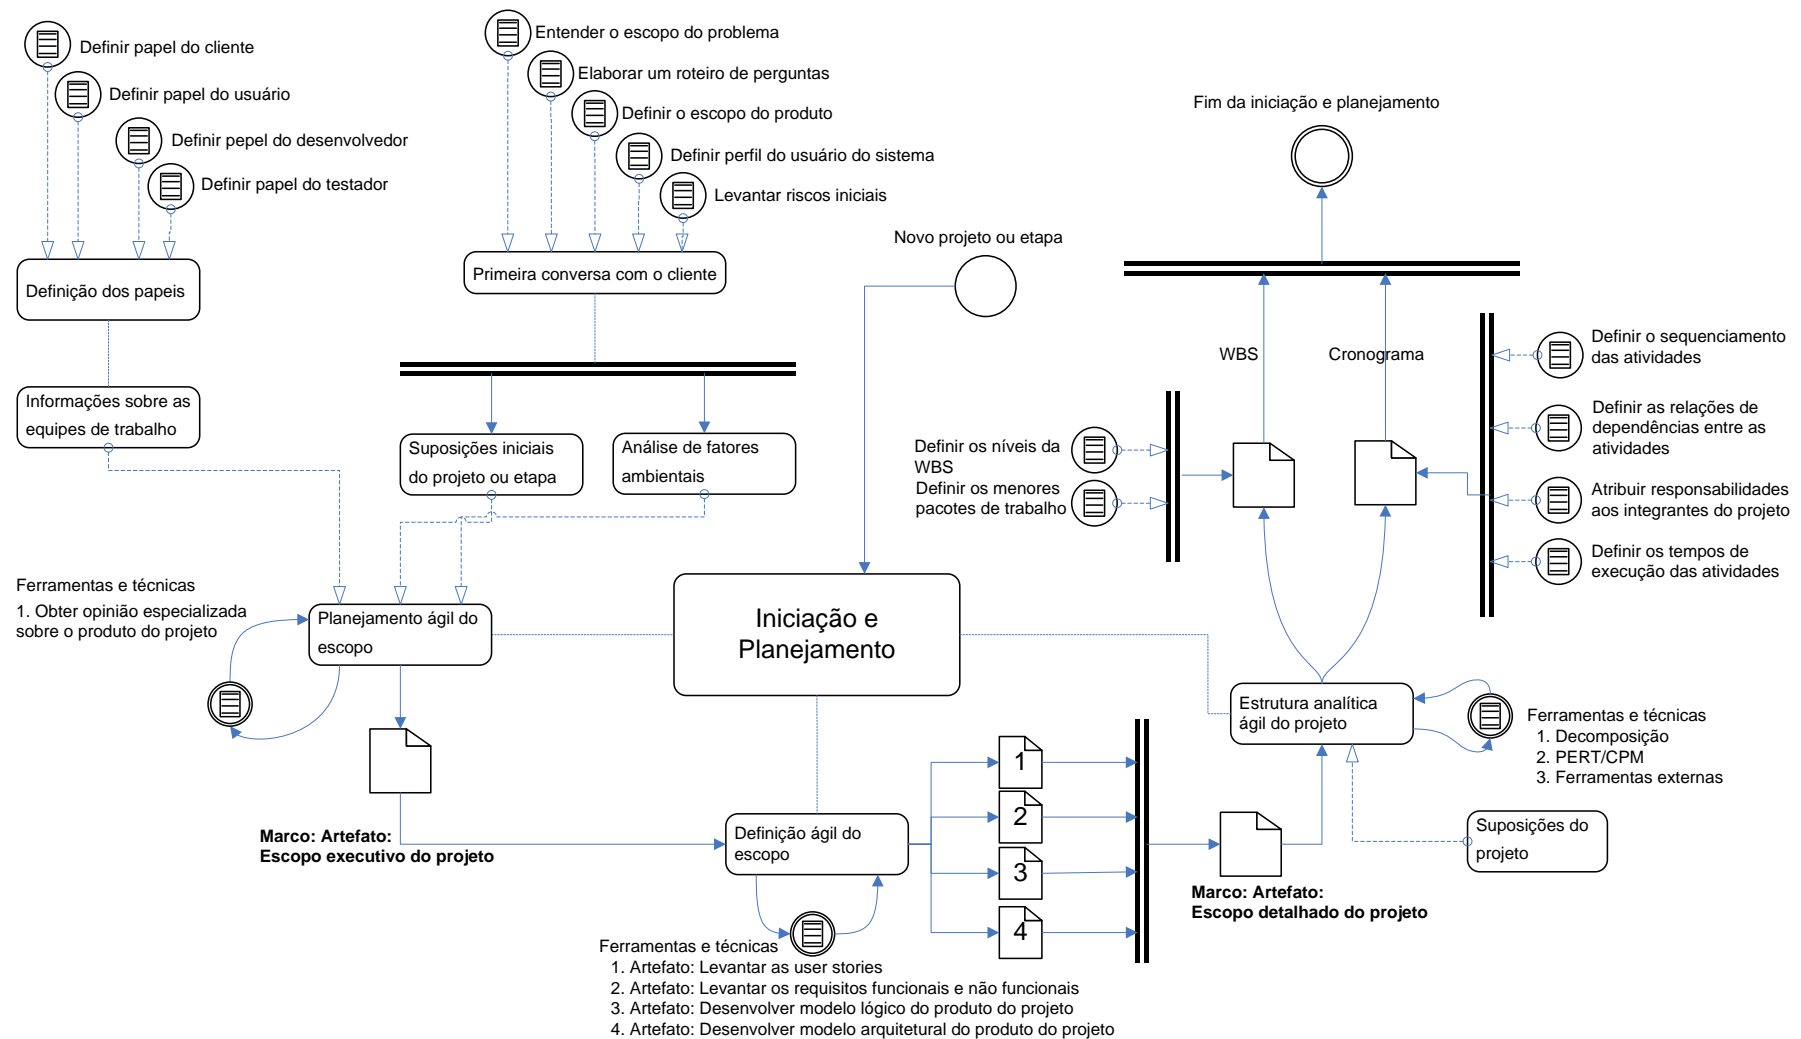 Definir papel do cliente
Definir papel do usuário
Definir pepel do desenvolvedor
Definir papel do testador
Definição dos papeis
Informações sobre as
equipes de trabalho
Entender o escopo do problema
Elaborar um roteiro de perguntas
Definir o escopo do produto
Definir perfil do usuário do sistema
Levantar riscos iniciais
Primeira conversa com o cliente
Suposições iniciais
do projeto ou etapa
Análise de fatores
ambientais
Novo projeto ou etapa
Fim da iniciação e planejamento
WBS
Cronograma
Definir o sequenciamento
das atividades
Definir as relações de
dependências entre as
atividades
Atribuir responsabilidades
aos integrantes do projeto
Definir os tempos de
execução das atividades
Definir os níveis da
WBS
Definir os menores
pacotes de trabalho
Ferramentas e técnicas
1. Obter opinião especializada
sobre o produto do projeto
Planejamento ágil do
escopo
Iniciação e
Planejamento
Estrutura analítica
ágil do projeto
Ferramentas e técnicas
1. Decomposição
2. PERT/CPM
3. Ferramentas externas
Suposições do
projeto
Marco: Artefato:
Escopo executivo do projeto
Definição ágil do
escopo
1
2
3
4
Marco: Artefato:
Escopo detalhado do projeto
Ferramentas e técnicas
1. Artefato: Levantar as user stories
2. Artefato: Levantar os requisitos funcionais e não funcionais
3. Artefato: Desenvolver modelo lógico do produto do projeto
4. Artefato: Desenvolver modelo arquitetural do produto do projeto